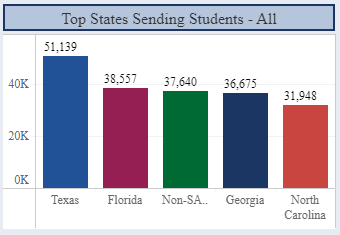 Top States Sending Students - All
51,139
38,557
37,640
36,675
31,948
40K
20K
0K
Texas
Florida
Non-SA..
Georgia
North
Carolina